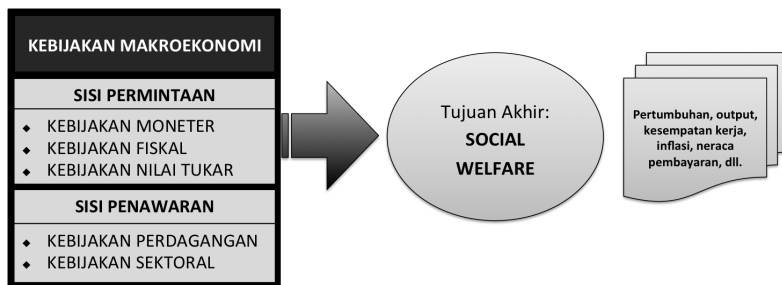 KEBIJAKAN MAKROEKONOMI
SISI PERMINTAAN
◆ KEBIJAKAN MONETER
◆ KEBIJAKAN FISKAL
◆ KEBIJAKAN NILAI TUKAR
SISI PENAWARAN
◆ KEBIJAKAN PERDAGANGAN
◆ KEBIJAKAN SEKTORAL
Tujuan Akhir:
SOCIAL
WELFARE
Pertumbuhan, output,
kesempatan kerja,
inflasi, neraca
pembayaran, dll.